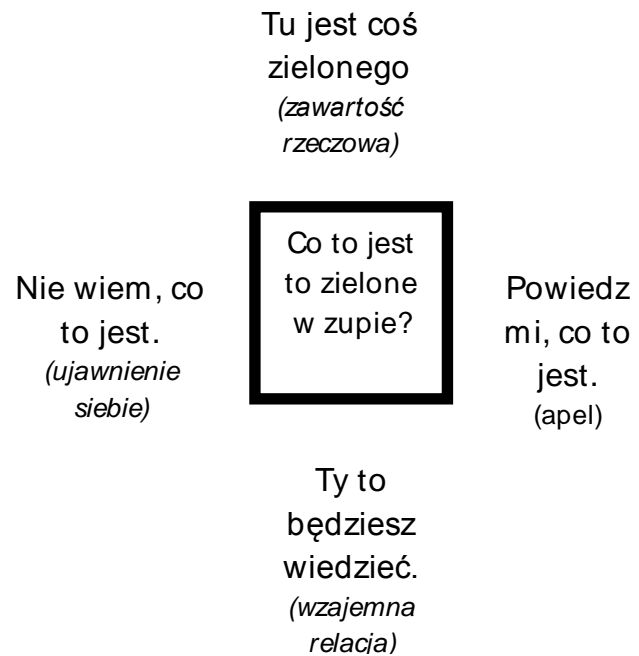 Tu jest coś
zielonego
(zawartość
rzeczowa)
Co to jest
to zielone
w zupie?
Nie wiem, co
to jest.
(ujawnienie
siebie)
Powiedz
mi, co to
jest.
(apel)
Ty to
będziesz
wiedzieć.
(wzajemna
relacja)